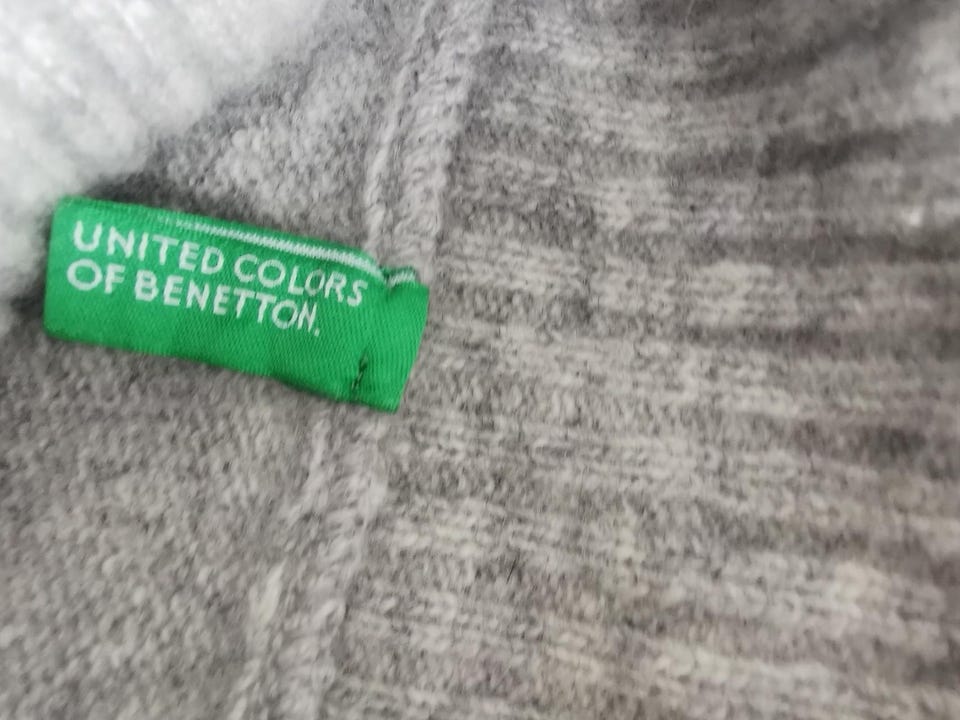 UNITED COLORS
OF BENETTON.